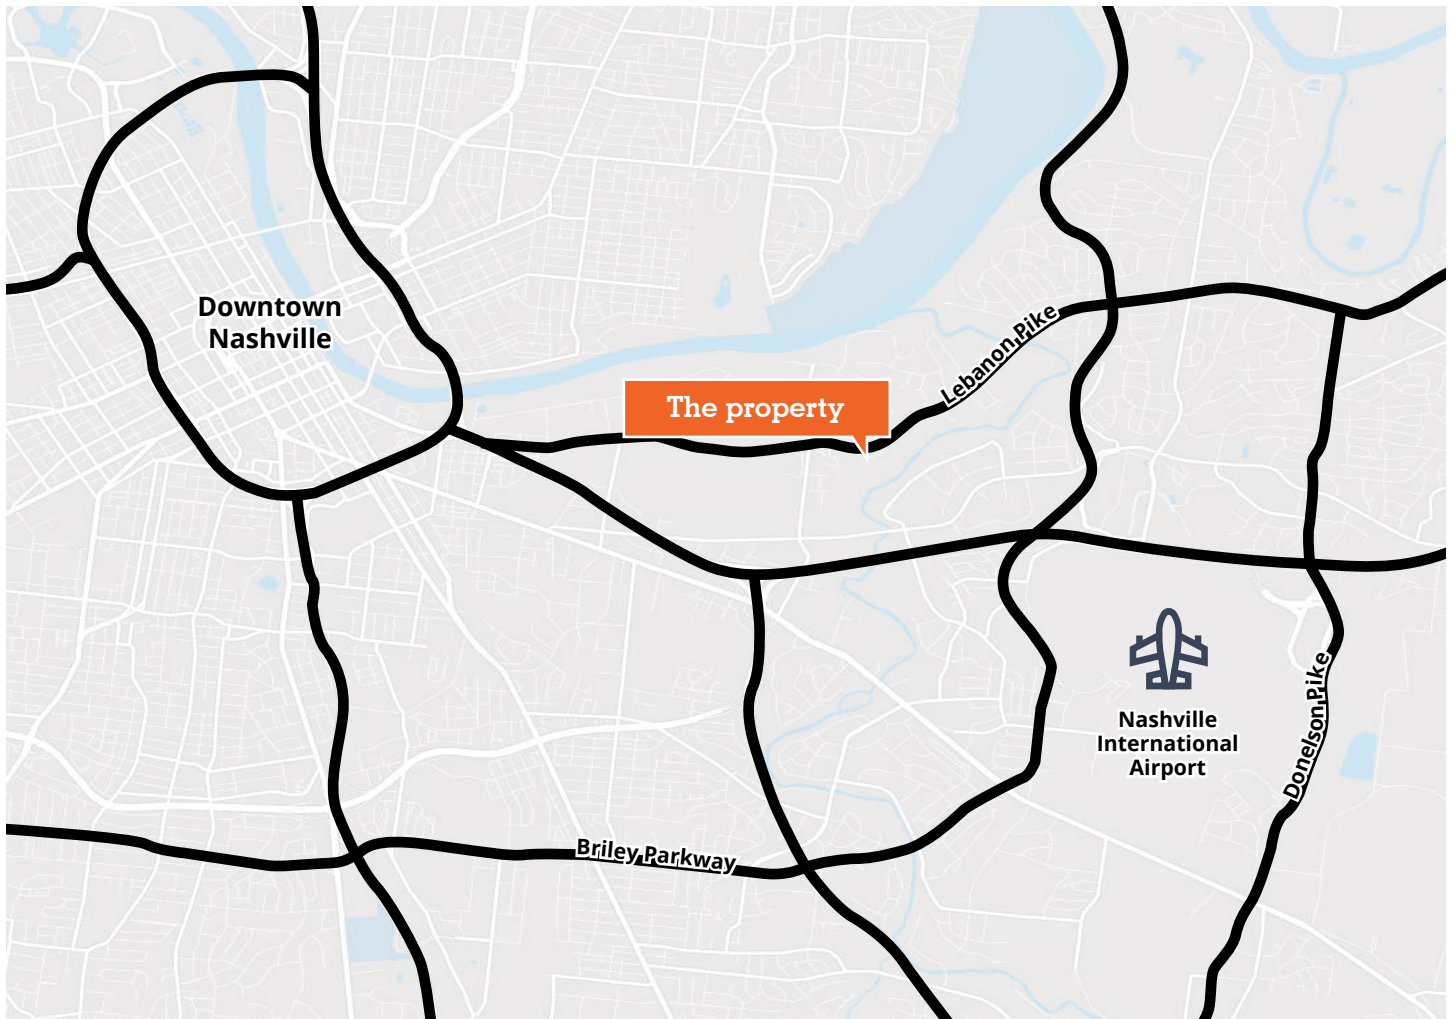 Downtown
Nashville
The property
Lebanon Pike
Nashville
International
Airport
Donelson Pike
Briley Parkway